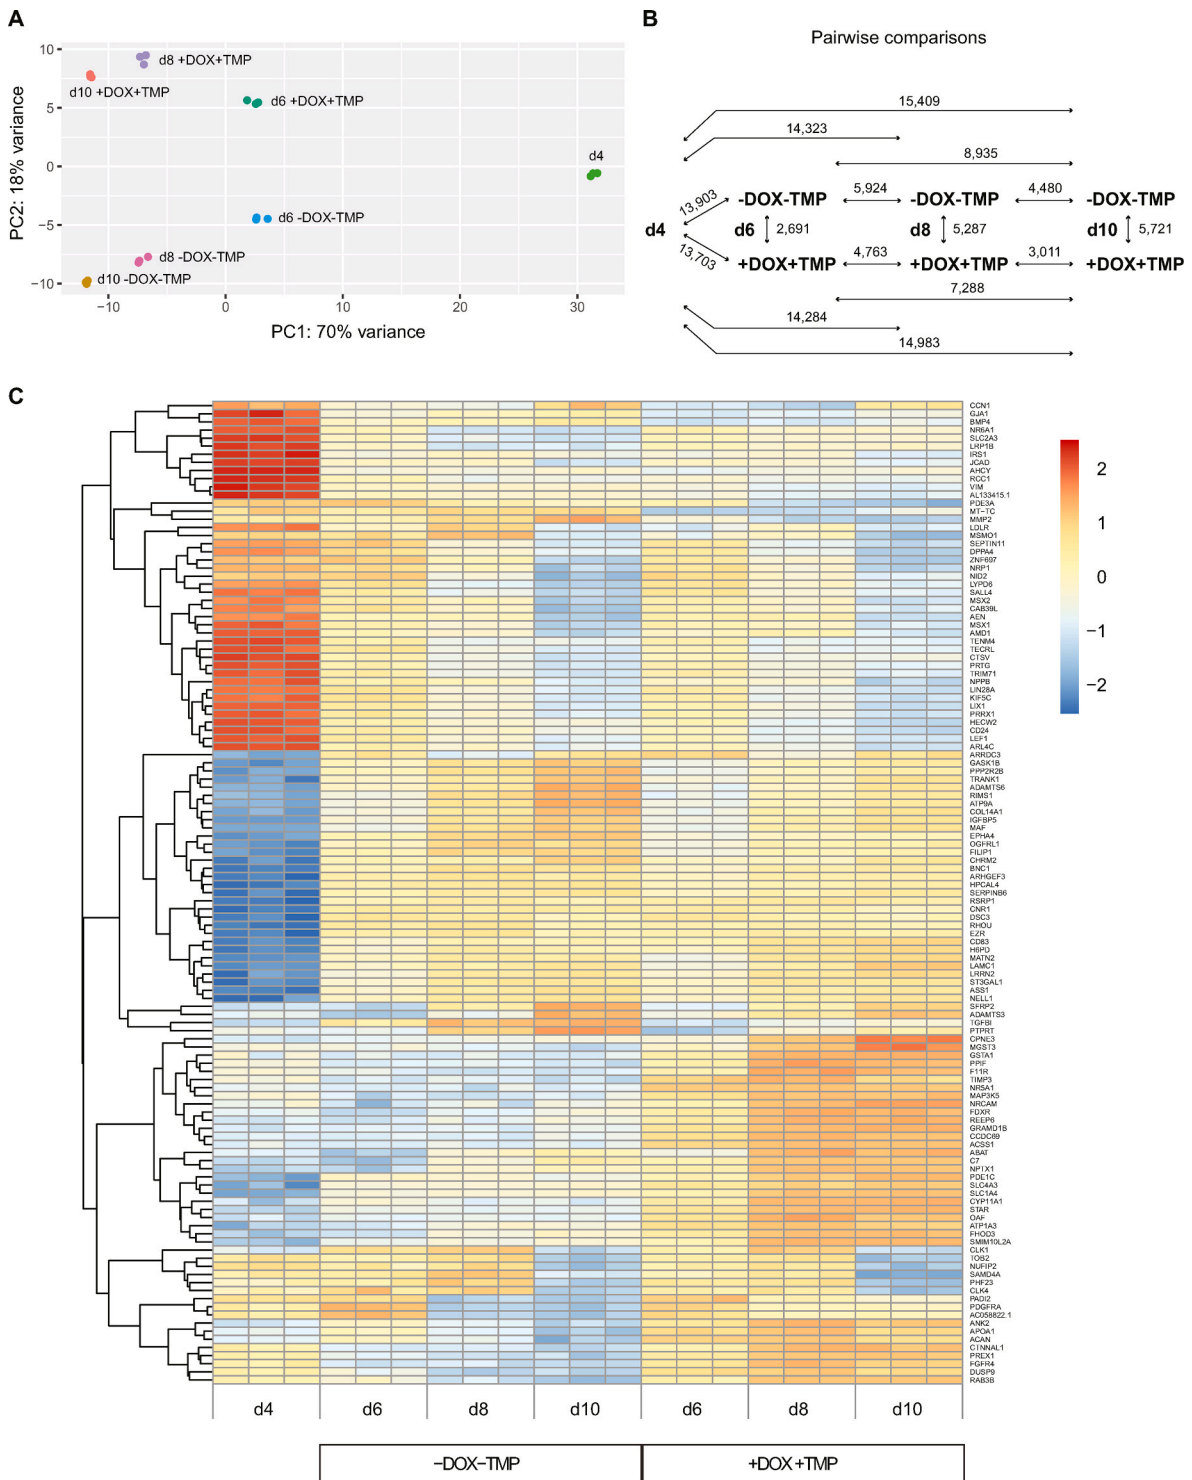 A
10
5
0
−5
−10
−10
0
10
20
30
PC2: 18% variance
PC1: 70% variance
d8 +DOX+TMP
d10 +DOX+TMP
d6 +DOX+TMP
d4
d6 -DOX-TMP
d8 -DOX-TMP
d10 -DOX-TMP
B
Pairwise comparisons
15,409
14,323
8,935
13,903
-DOX-TMP
5,924
-DOX-TMP
4,480
-DOX-TMP
d4
d6
2,691
d8
5,287
d10
5,721
13,703
+DOX+TMP
4,763
+DOX+TMP
3,011
+DOX+TMP
7,288
14,284
14,983
C
CCN1
GJA1
BMP4
NR6A1
SLC2A3
LRP1B
IRS1
JCAD
AHCY
RCC1
VIM
AL133415.1
PDE3A
MT−TC
MMP2
LDLR
MSMO1
SEPTIN11
DPPA4
ZNF697
NRP1
NID2
LYPD6
SALL4
MSX2
CAB39L
AEN
MSX1
AMD1
TENM4
TECRL
CTSV
PRTG
TRIM71
NPPB
LIN28A
KIF5C
LIX1
PRRX1
HECW2
CD24
LEF1
ARL4C
ARRDC3
GASK1B
PPP2R2B
TRANK1
ADAMTS6
RIMS1
ATP9A
COL14A1
IGFBP5
MAF
EPHA4
OGFRL1
FILIP1
CHRM2
BNC1
ARHGEF3
HPCAL4
SERPINB6
RSRP1
CNR1
DSC3
RHOU
EZR
CD83
H6PD
MATN2
LAMC1
LRRN2
ST3GAL1
ASS1
NELL1
SFRP2
ADAMTS3
TGFBI
PTPRT
CPNE3
MGST3
GSTA1
PPIF
F11R
TIMP3
NR5A1
MAP3K5
NRCAM
FDXR
REEP6
GRAMD1B
CCDC69
ACSS1
ABAT
C7
NPTX1
PDE1C
SLC4A3
SLC1A4
CYP11A1
STAR
OAF
ATP1A3
FHOD3
SMIM10L2A
CLK1
TOB2
NUFIP2
SAMD4A
PHF23
CLK4
PADI2
PDGFRA
AC058822.1
ANK2
APOA1
ACAN
CTNNAL1
PREX1
FGFR4
DUSP9
RAB3B
2
1
0
−1
−2
d4
d6
d8
d10
d6
d8
d10
−DOX−TMP
+DOX+TMP